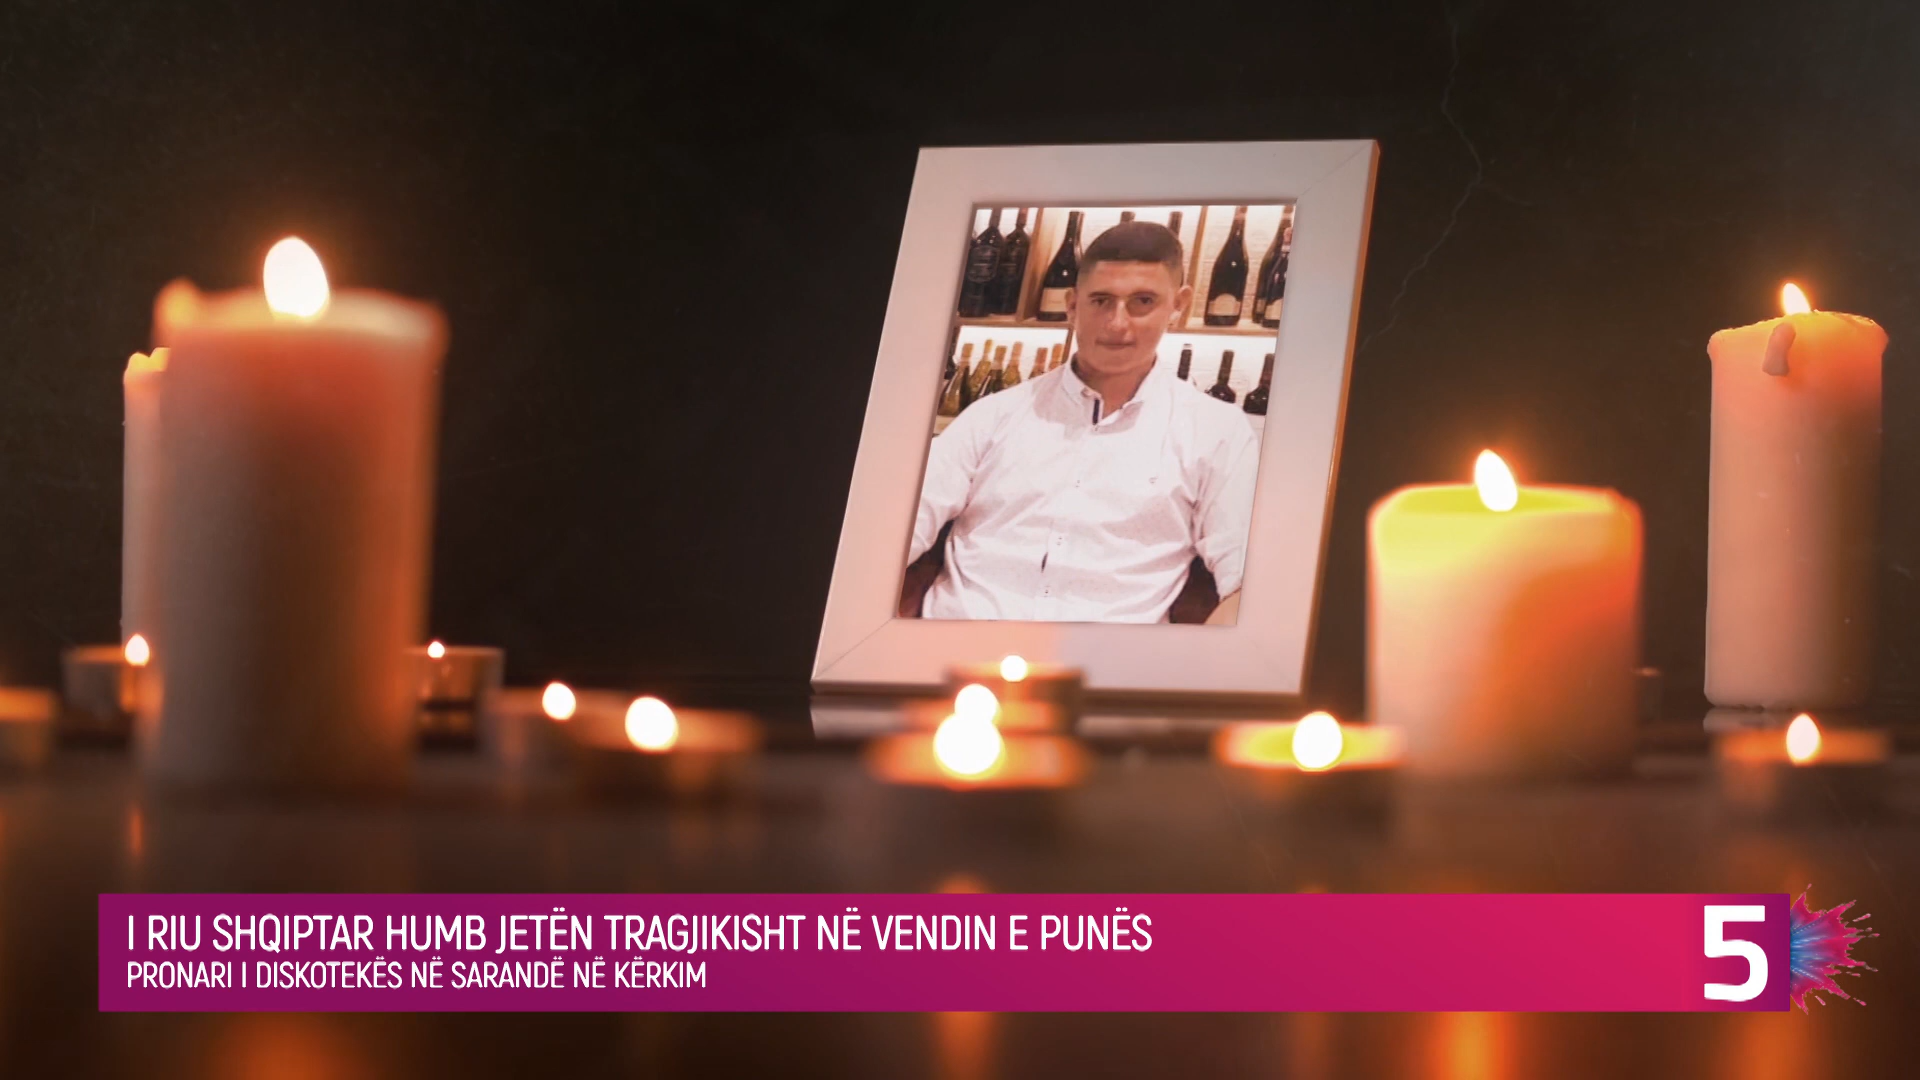 I RIU SHQIPTAR HUMB JETËN TRAGJIKISHT NË VENDIN E PUNËS
PRONARI I DISKOTEKËS NË SARANDË NË KËRKIM
5